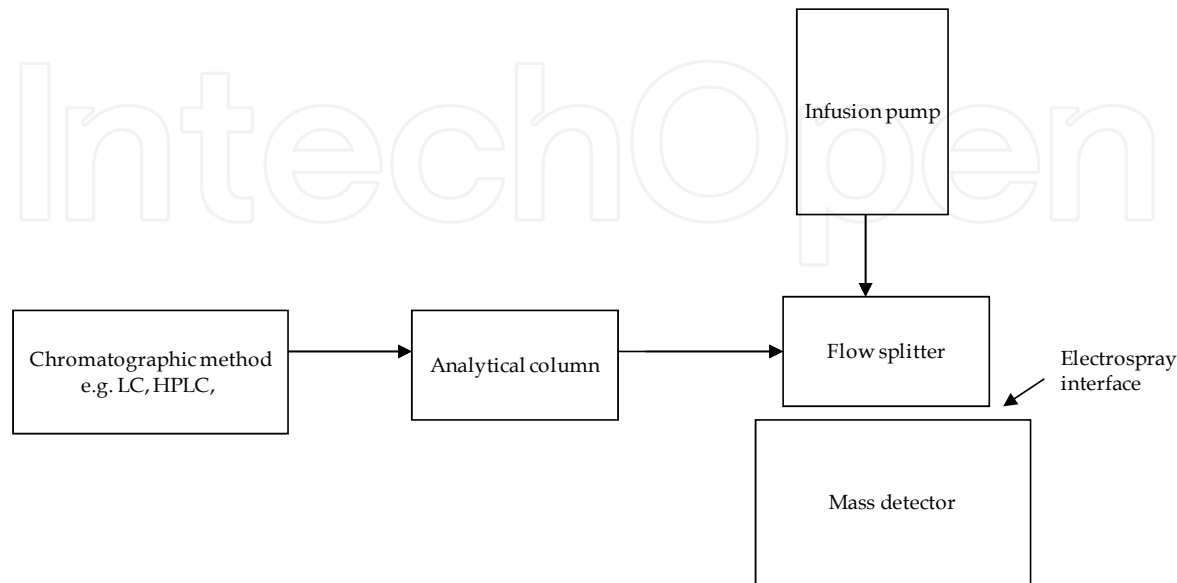 IntechOpen
Infusion pump
Chromatographic method
e.g. LC, HPLC,
Analytical column
Flow splitter
Electrospray
interface
Mass detector